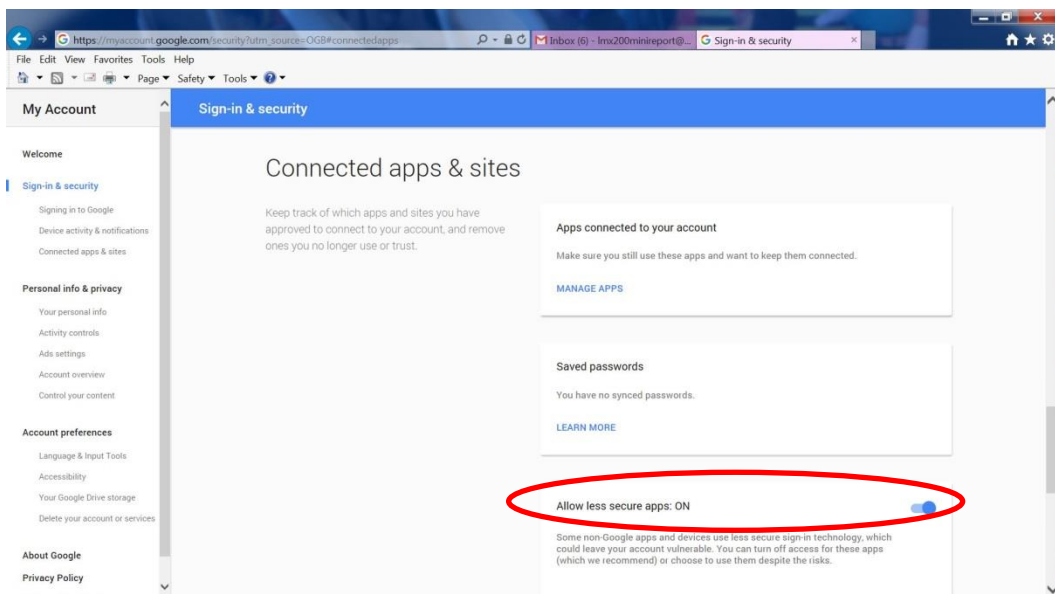 https://myaccount.google.com/security?utm_source=OGB#connectedapps
Inbox (6) - lmx200minireport@...
Sign-in & security
File Edit View Favorites Tools Help
Page Safety Tools
My Account
Sign-in & security
Welcome
Sign-in & security
Signing in to Google
Device activity & notifications
Connected apps & sites
Personal info & privacy
Your personal info
Activity controls
Ads settings
Account overview
Control your content
Account preferences
Language & Input Tools
Accessibility
Your Google Drive storage
Delete your account or services
About Google
Privacy Policy
Connected apps & sites
Keep track of which apps and sites you have
approved to connect to your account, and remove
ones you no longer use or trust.
Apps connected to your account
Make sure you still use these apps and want to keep them connected.
MANAGE APPS
Saved passwords
You have no synced passwords.
LEARN MORE
Allow less secure apps: ON
Some non-Google apps and devices use less secure sign-in technology, which
could leave your account vulnerable. You can turn off access for these apps
(which we recommend) or choose to use them despite the risks.